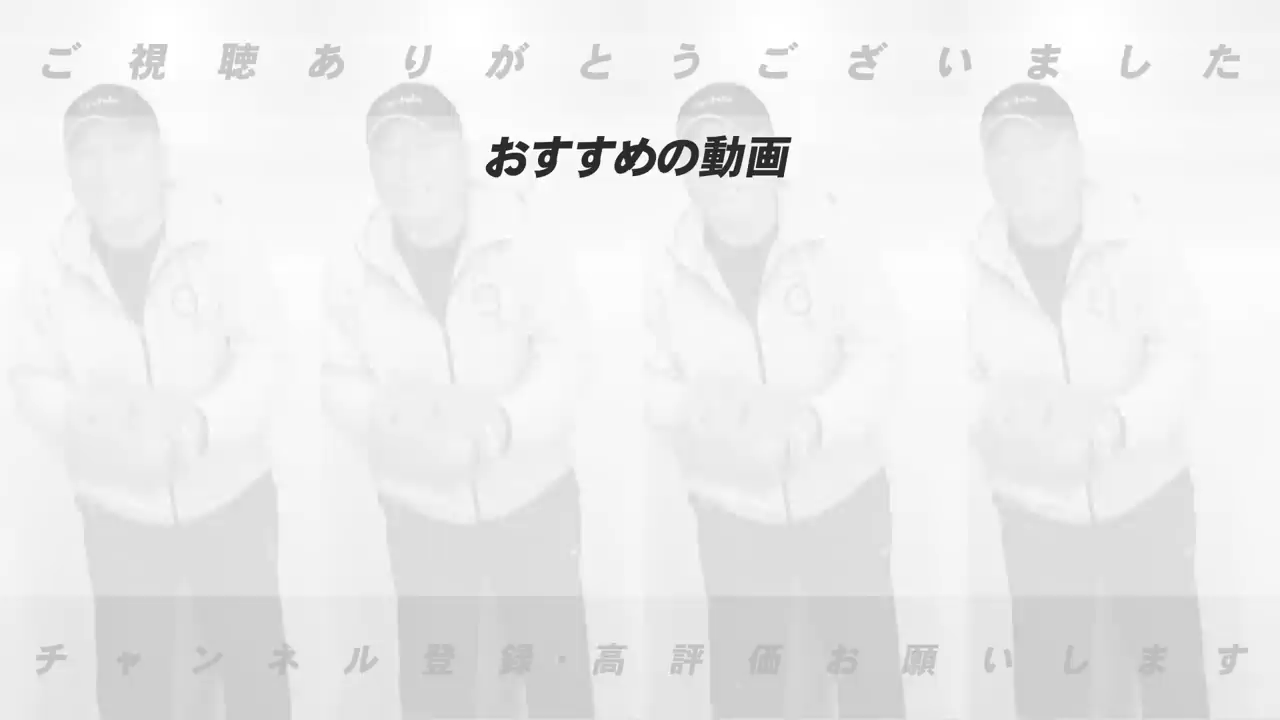 ご視聴ありがとうございました
おすすめの動画
チャンネル登録・高評価お願いします